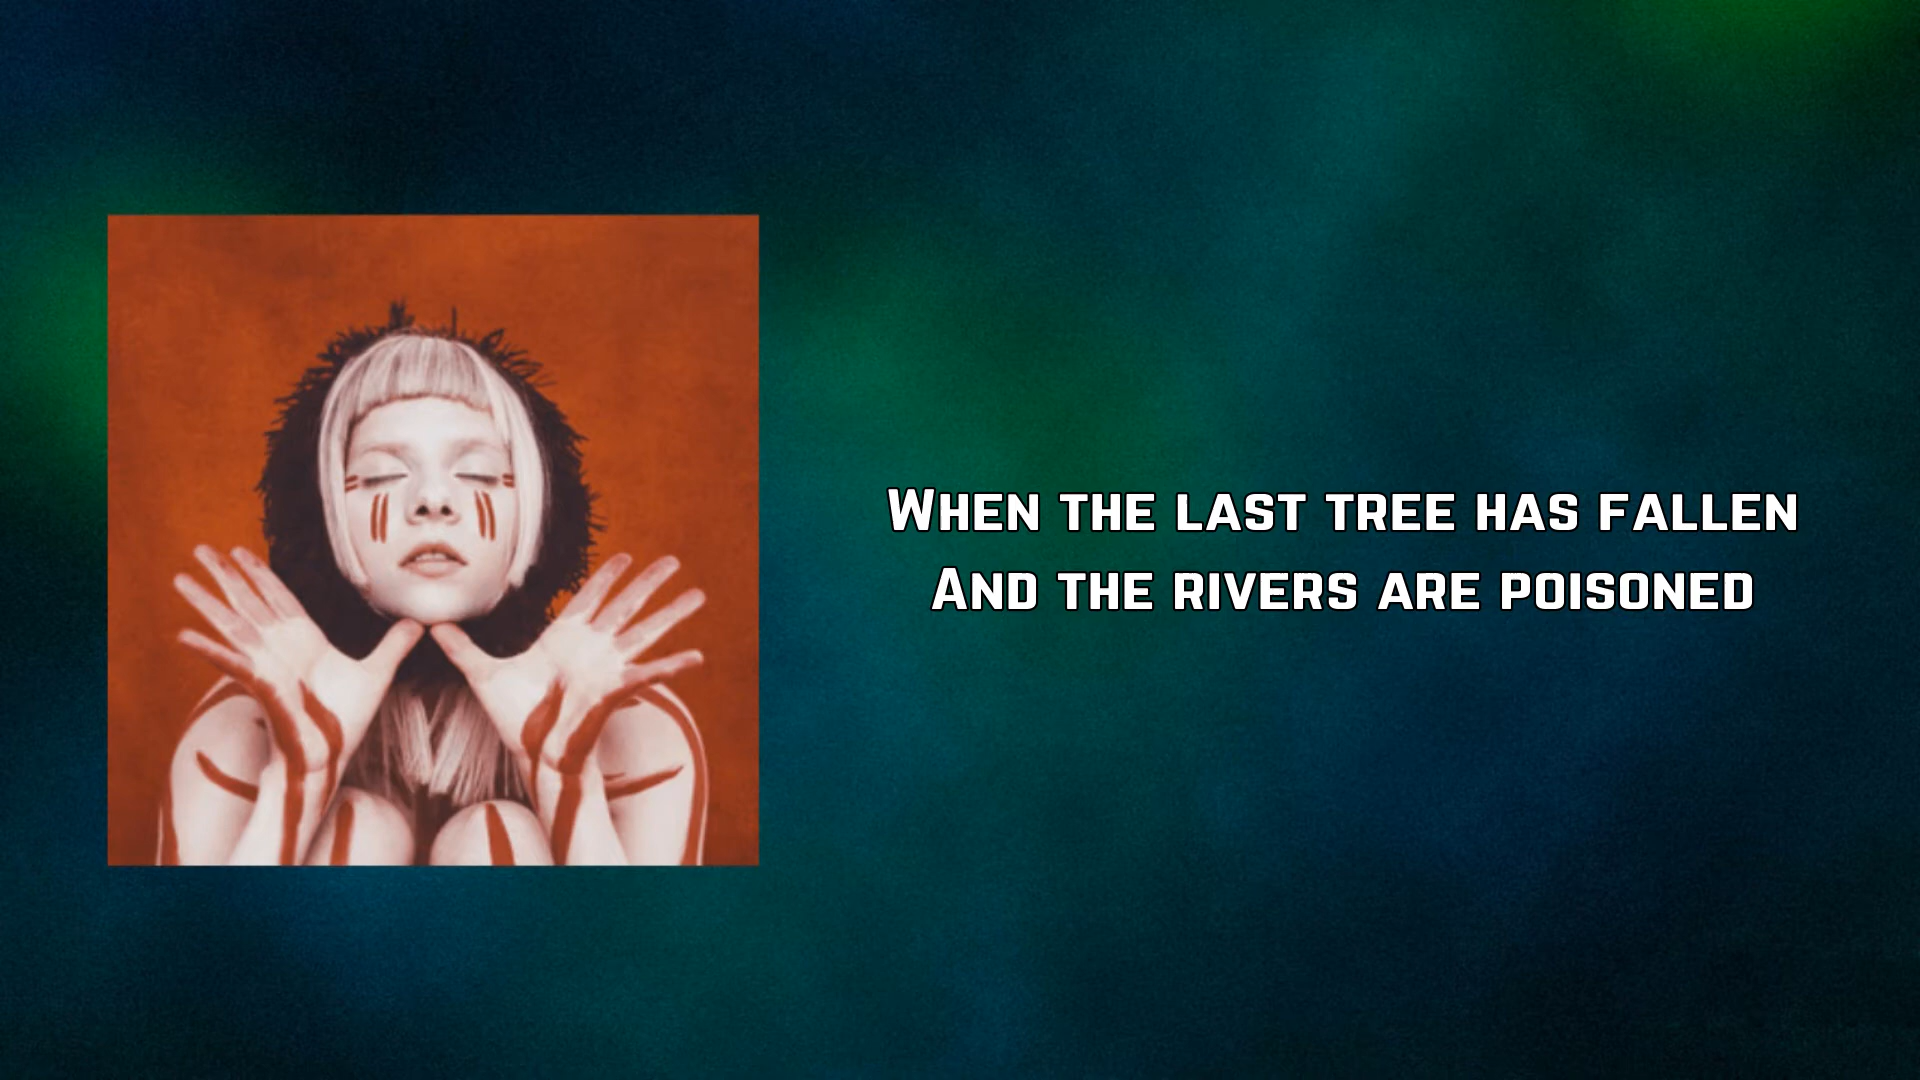 When the last tree has fallen
And the rivers are poisoned